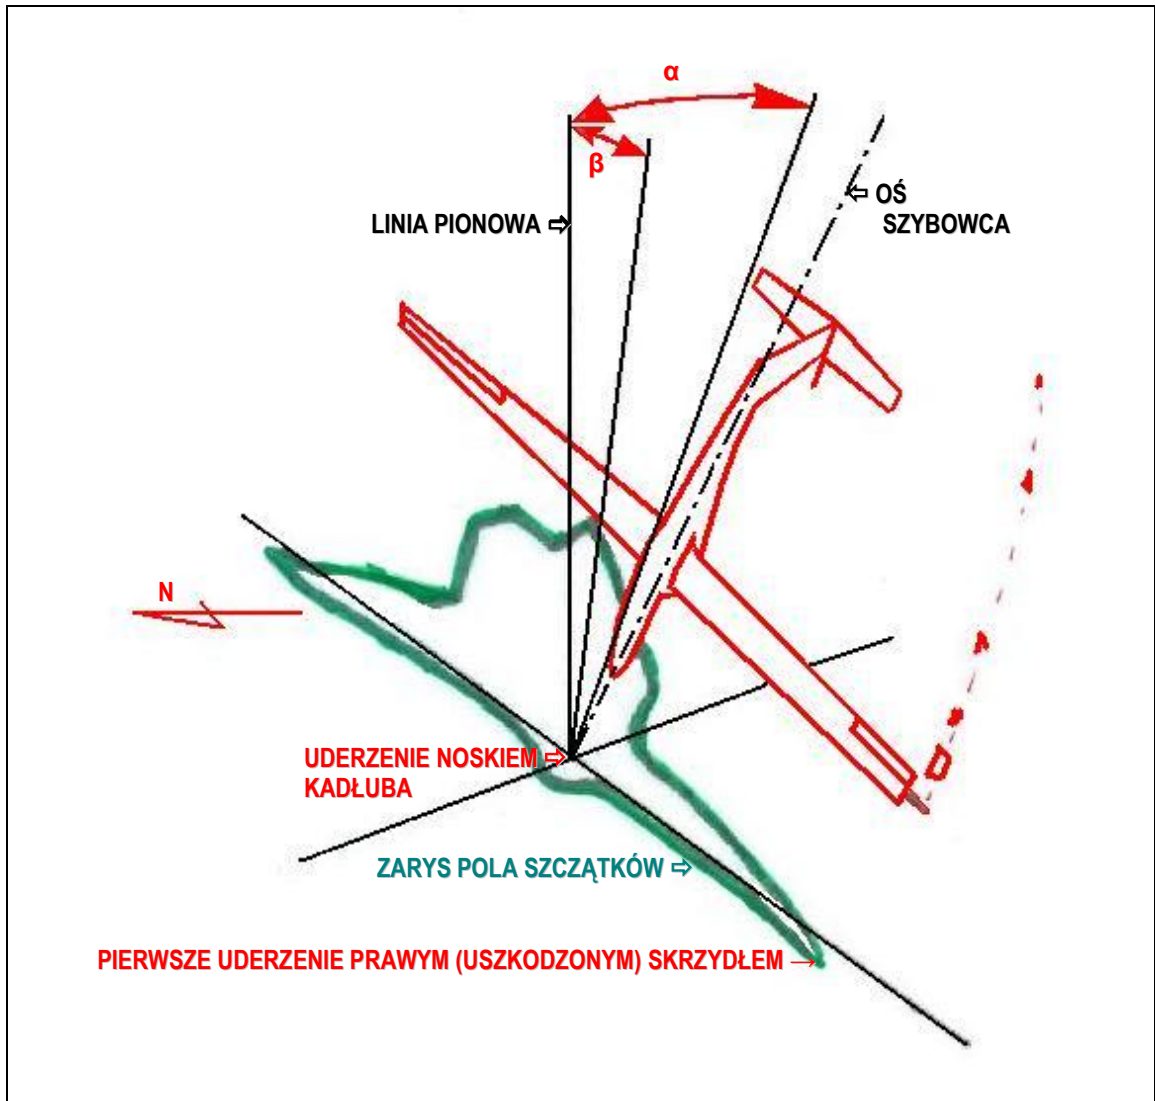 α
β
⇦ OŚ
SZYBOWCA
LINIA PIONOWA ⇨
N
UDERZENIE NOSKIEM ⇨
KADŁUBA
ZARYS POLA SZCZĄTKÓW ⇨
PIERWSZE UDERZENIE PRAWYM (USZKODZONYM) SKRZYDŁEM →